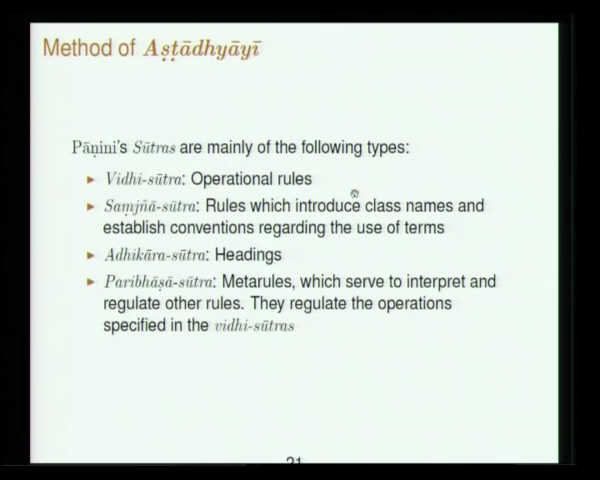 Method of Aṣṭādhyāyī
Pāṇini's Sūtras are mainly of the following types:
► Vidhi-sūtra: Operational rules
► Saṃjñā-sūtra: Rules which introduce class names and
establish conventions regarding the use of terms
► Adhikāra-sūtra: Headings
► Paribhāṣā-sūtra: Metarules, which serve to interpret and
regulate other rules. They regulate the operations
specified in the vidhi-sūtras
21